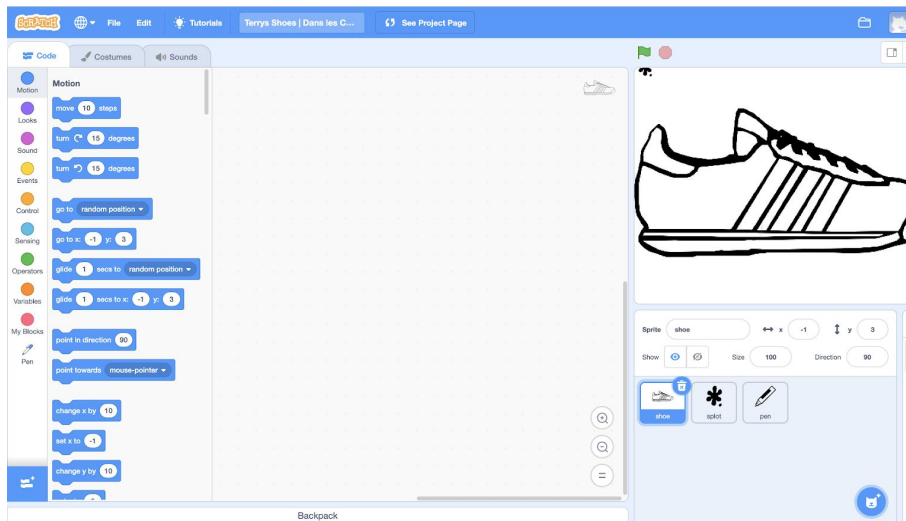 SCRATCH File Edit Tutorials Terrys Shoes | Dans les C... See Project Page
Code Costumes Sounds
Motion
Looks
Sound
Events
Control
Sensing
Operators
Variables
My Blocks
Pen
Motion
move 10 steps
turn 15 degrees
turn 15 degrees
go to random position
go to x: -1 y: 3
glide 1 secs to random position
glide 1 secs to x: -1 y: 3
point in direction 90
point towards mouse-pointer
change x by 10
set x to -1
change y by 10
Sprite shoe x -1 y 3
Show Size 100 Direction 90
shoe splot pen
Backpack